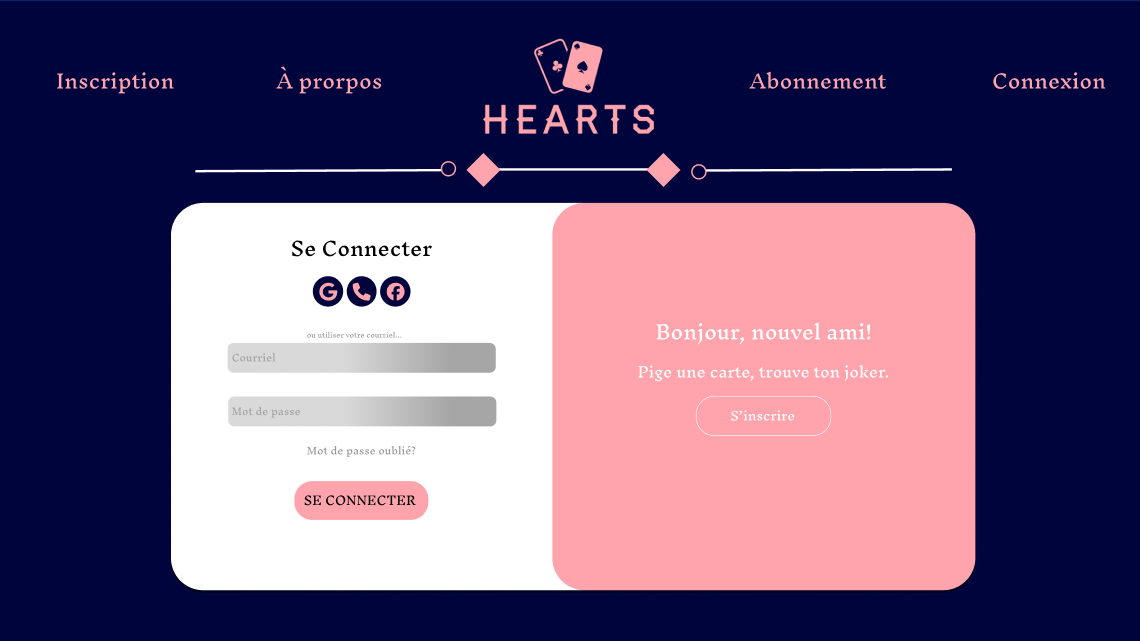 Inscription
À prorpos
HEARTS
Abonnement
Connexion
Se Connecter
ou utiliser votre courriel...
Courriel
Mot de passe
Mot de passe oublié?
SE CONNECTER
Bonjour, nouvel ami!
Pige une carte, trouve ton joker.
S'inscrire